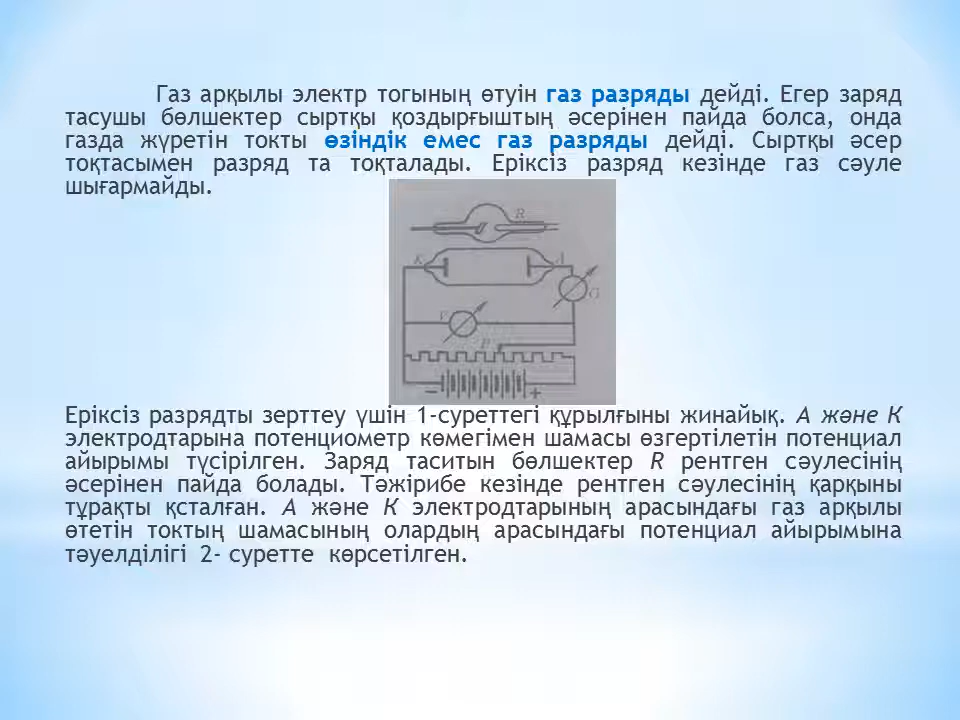 Газ арқылы электр тогының өтуін газ разряды дейді. Егер заряд
тасушы бөлшектер сыртқы қоздырғыштың әсерінен пайда болса, онда
газда жүретін токты өзіндік емес газ разряды дейді. Сыртқы әсер
тоқтасымен разряд та тоқталады. Еріксіз разряд кезінде газ сәуле
шығармайды.
R
K A
G
V
P
− +
Еріксіз разрядты зерттеу үшін 1-суреттегі құрылғыны жинайық. А және К
электродтарына потенциометр көмегімен шамасы өзгертілетін потенциал
айырымы түсірілген. Заряд таситын бөлшектер R рентген сәулесінің
әсерінен пайда болады. Тәжірибе кезінде рентген сәулесінің қарқыны
тұрақты қсталған. А және К электродтарының арасындағы газ арқылы
өтетін токтың шамасының олардың арасындағы потенциал айырымына
тәуелділігі 2- суретте көрсетілген.